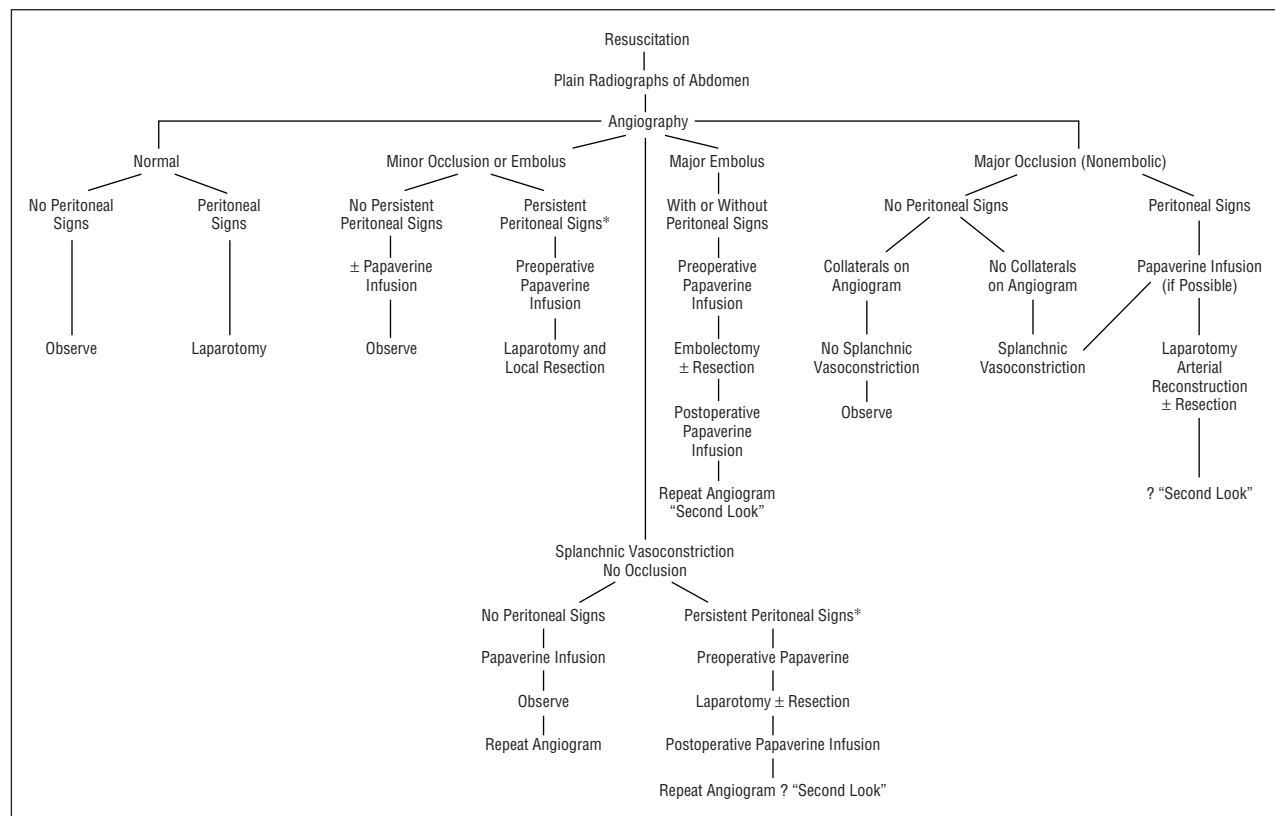 Resuscitation
Plain Radiographs of Abdomen
Angiography
Normal
No Peritoneal
Signs
Observe
Peritoneal
Signs
Laparotomy
Minor Occlusion or Embolus
No Persistent
Peritoneal Signs
± Papaverine
Infusion
Observe
Persistent
Peritoneal Signs*
Preoperative
Papaverine
Infusion
Laparotomy and
Local Resection
Major Embolus
With or Without
Peritoneal Signs
Preoperative
Papaverine
Infusion
Embolectomy
± Resection
Postoperative
Papaverine
Infusion
Repeat Angiogram
“Second Look”
Major Occlusion (Nonembolic)
No Peritoneal Signs
Collaterals on
Angiogram
No Splanchnic
Vasoconstriction
Observe
No Collaterals
on Angiogram
Splanchnic
Vasoconstriction
Peritoneal Signs
Papaverine Infusion
(if Possible)
Laparotomy
Arterial
Reconstruction
± Resection
? “Second Look”
Splanchnic Vasoconstriction
No Occlusion
No Peritoneal Signs
Papaverine Infusion
Observe
Repeat Angiogram
Persistent Peritoneal Signs*
Preoperative Papaverine
Laparotomy ± Resection
Postoperative Papaverine Infusion
Repeat Angiogram ? “Second Look”